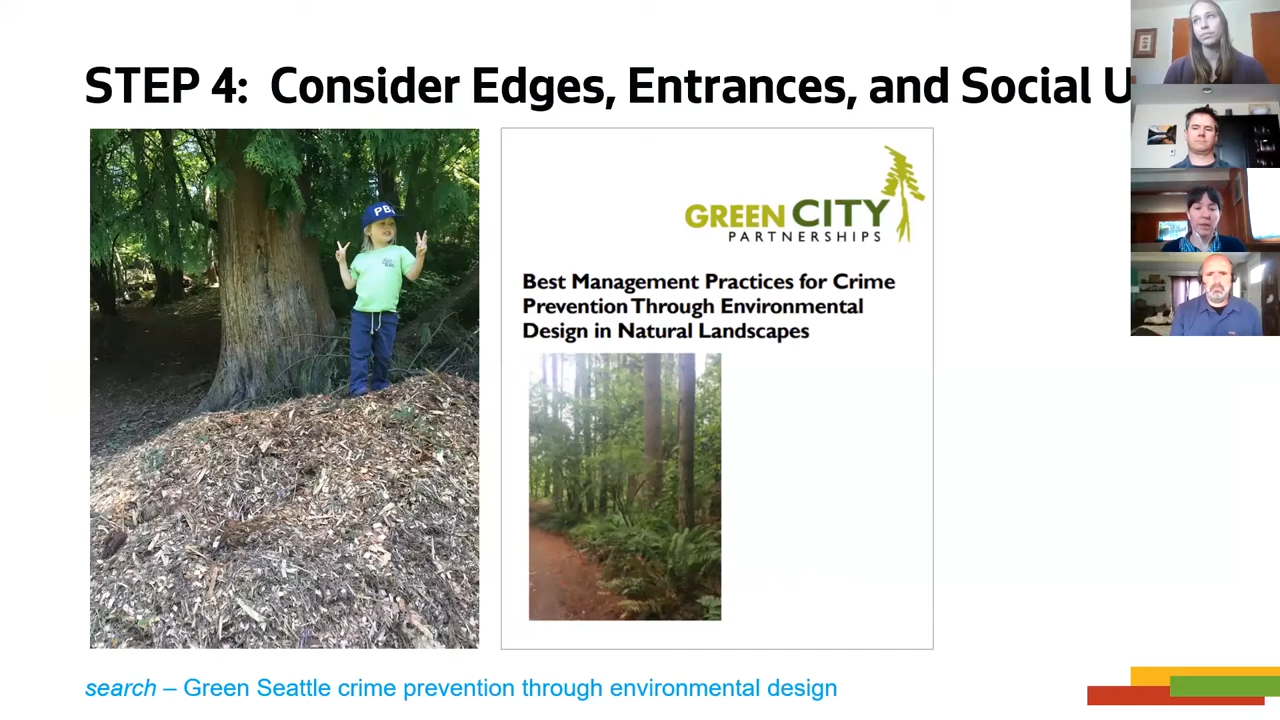 STEP 4: Consider Edges, Entrances, and Social U
GREEN CITY
PARTNERSHIPS
Best Management Practices for Crime
Prevention Through Environmental
Design in Natural Landscapes
search – Green Seattle crime prevention through environmental design